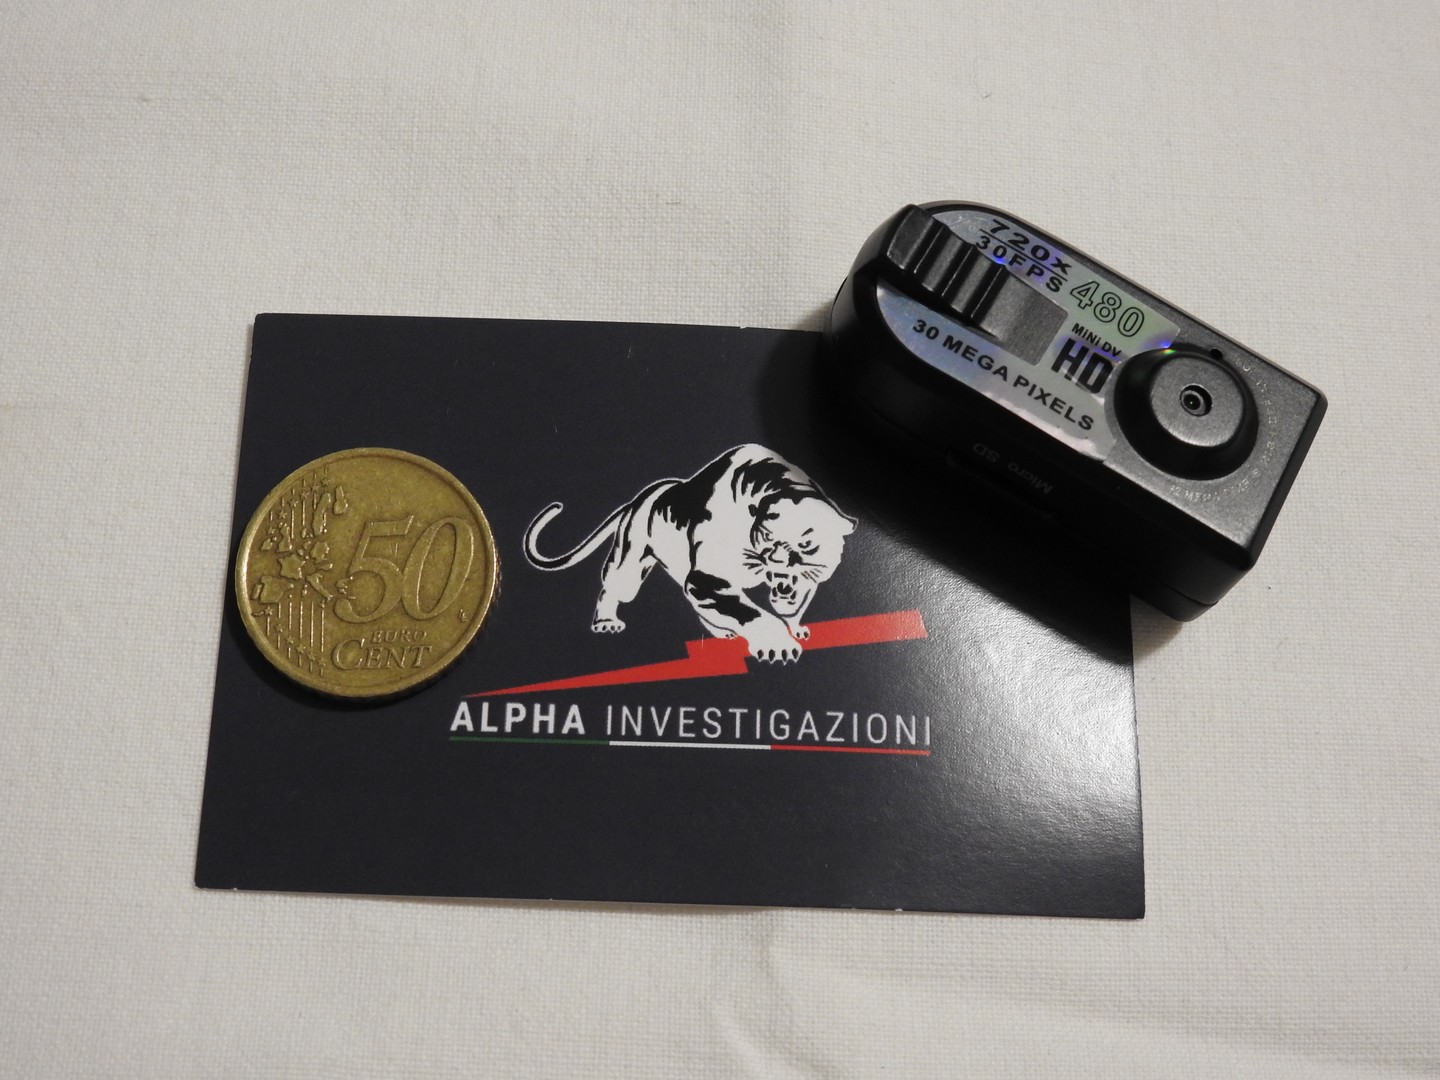 720x
30FPS
480
MINI DV
HD
30 MEGA PIXELS
Micro SD
50
EURO
CENT
ALPHA INVESTIGAZIONI